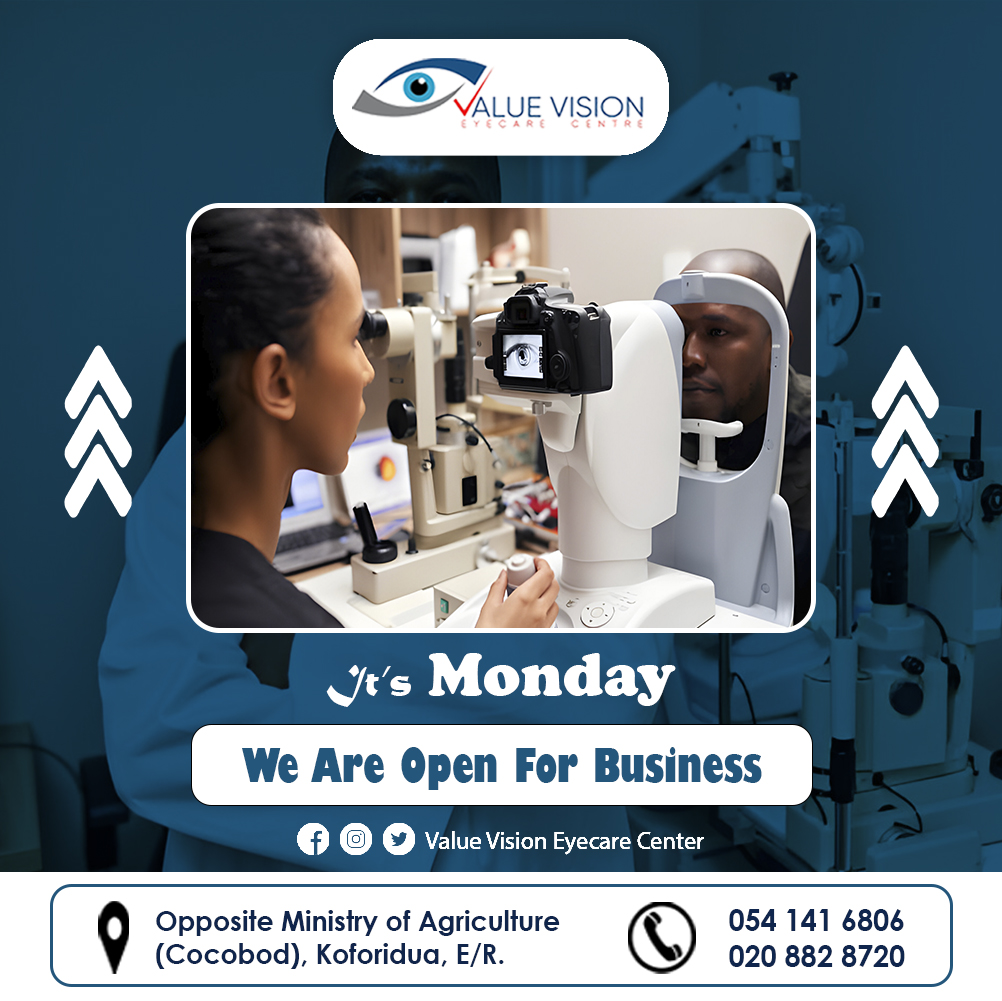 VALUE VISION
EYECARE CENTRE
It's Monday
We Are Open For Business
Value Vision Eyecare Center
Opposite Ministry of Agriculture
(Cocobod), Koforidua, E/R.
054 141 6806
020 882 8720